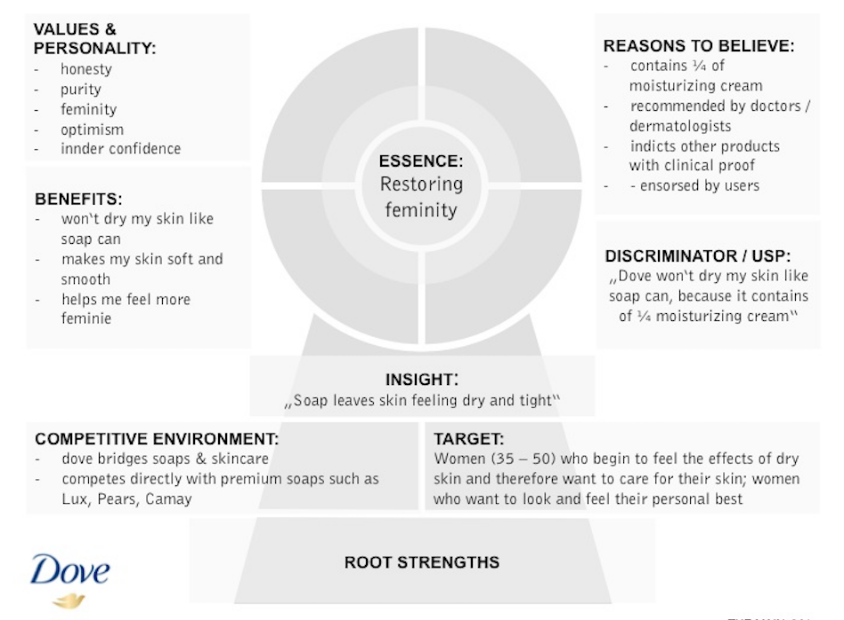 VALUES &
PERSONALITY:
- honesty
- purity
- feminity
- optimism
- innder confidence
BENEFITS:
- won't dry my skin like
soap can
- makes my skin soft and
smooth
- helps me feel more
feminie
ESSENCE:
Restoring
feminity
REASONS TO BELIEVE:
- contains ¼ of
moisturizing cream
- recommended by doctors /
dermatologists
- indicts other products
with clinical proof
- - ensorsed by users
DISCRIMINATOR / USP:
„Dove won't dry my skin like
soap can, because it contains
of ¼ moisturizing cream“
INSIGHT:
„Soap leaves skin feeling dry and tight“
COMPETITIVE ENVIRONMENT:
- dove bridges soaps & skincare
- competes directly with premium soaps such as
Lux, Pears, Camay
TARGET:
Women (35 – 50) who begin to feel the effects of dry
skin and therefore want to care for their skin; women
who want to look and feel their personal best
ROOT STRENGTHS
Dove